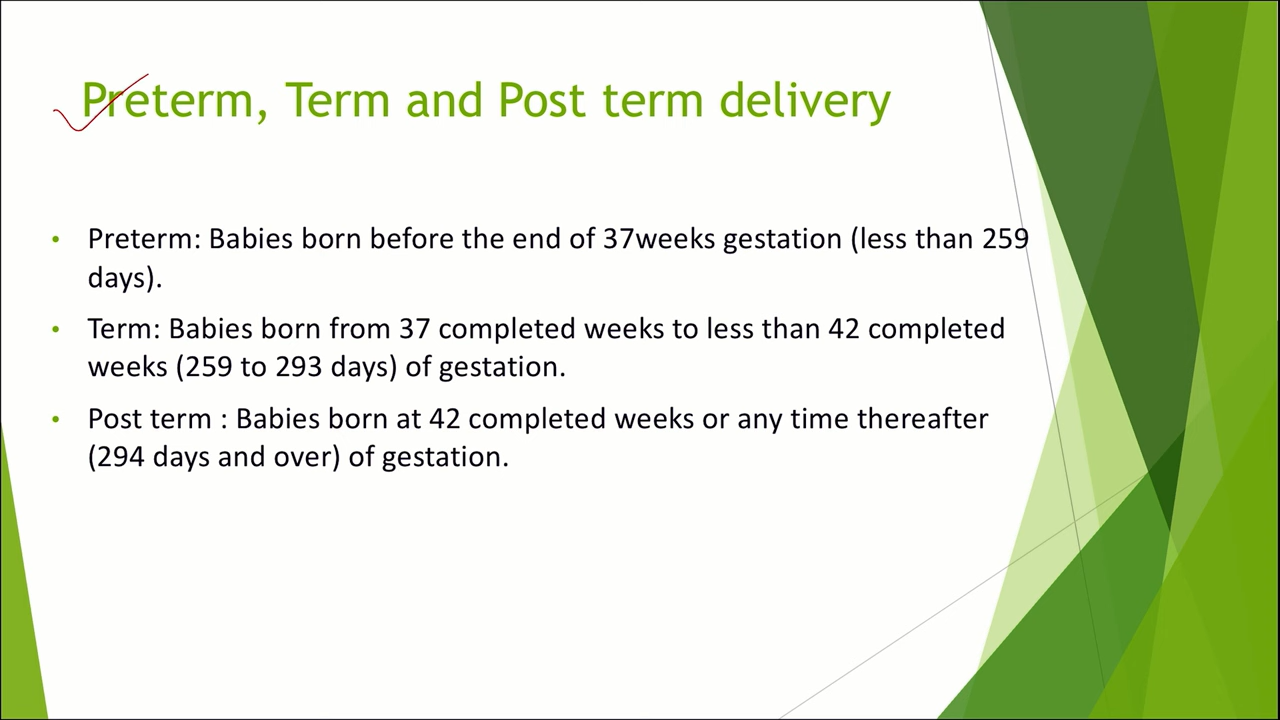 Preterm, Term and Post term delivery
• Preterm: Babies born before the end of 37weeks gestation (less than 259
days).
• Term: Babies born from 37 completed weeks to less than 42 completed
weeks (259 to 293 days) of gestation.
• Post term : Babies born at 42 completed weeks or any time thereafter
(294 days and over) of gestation.